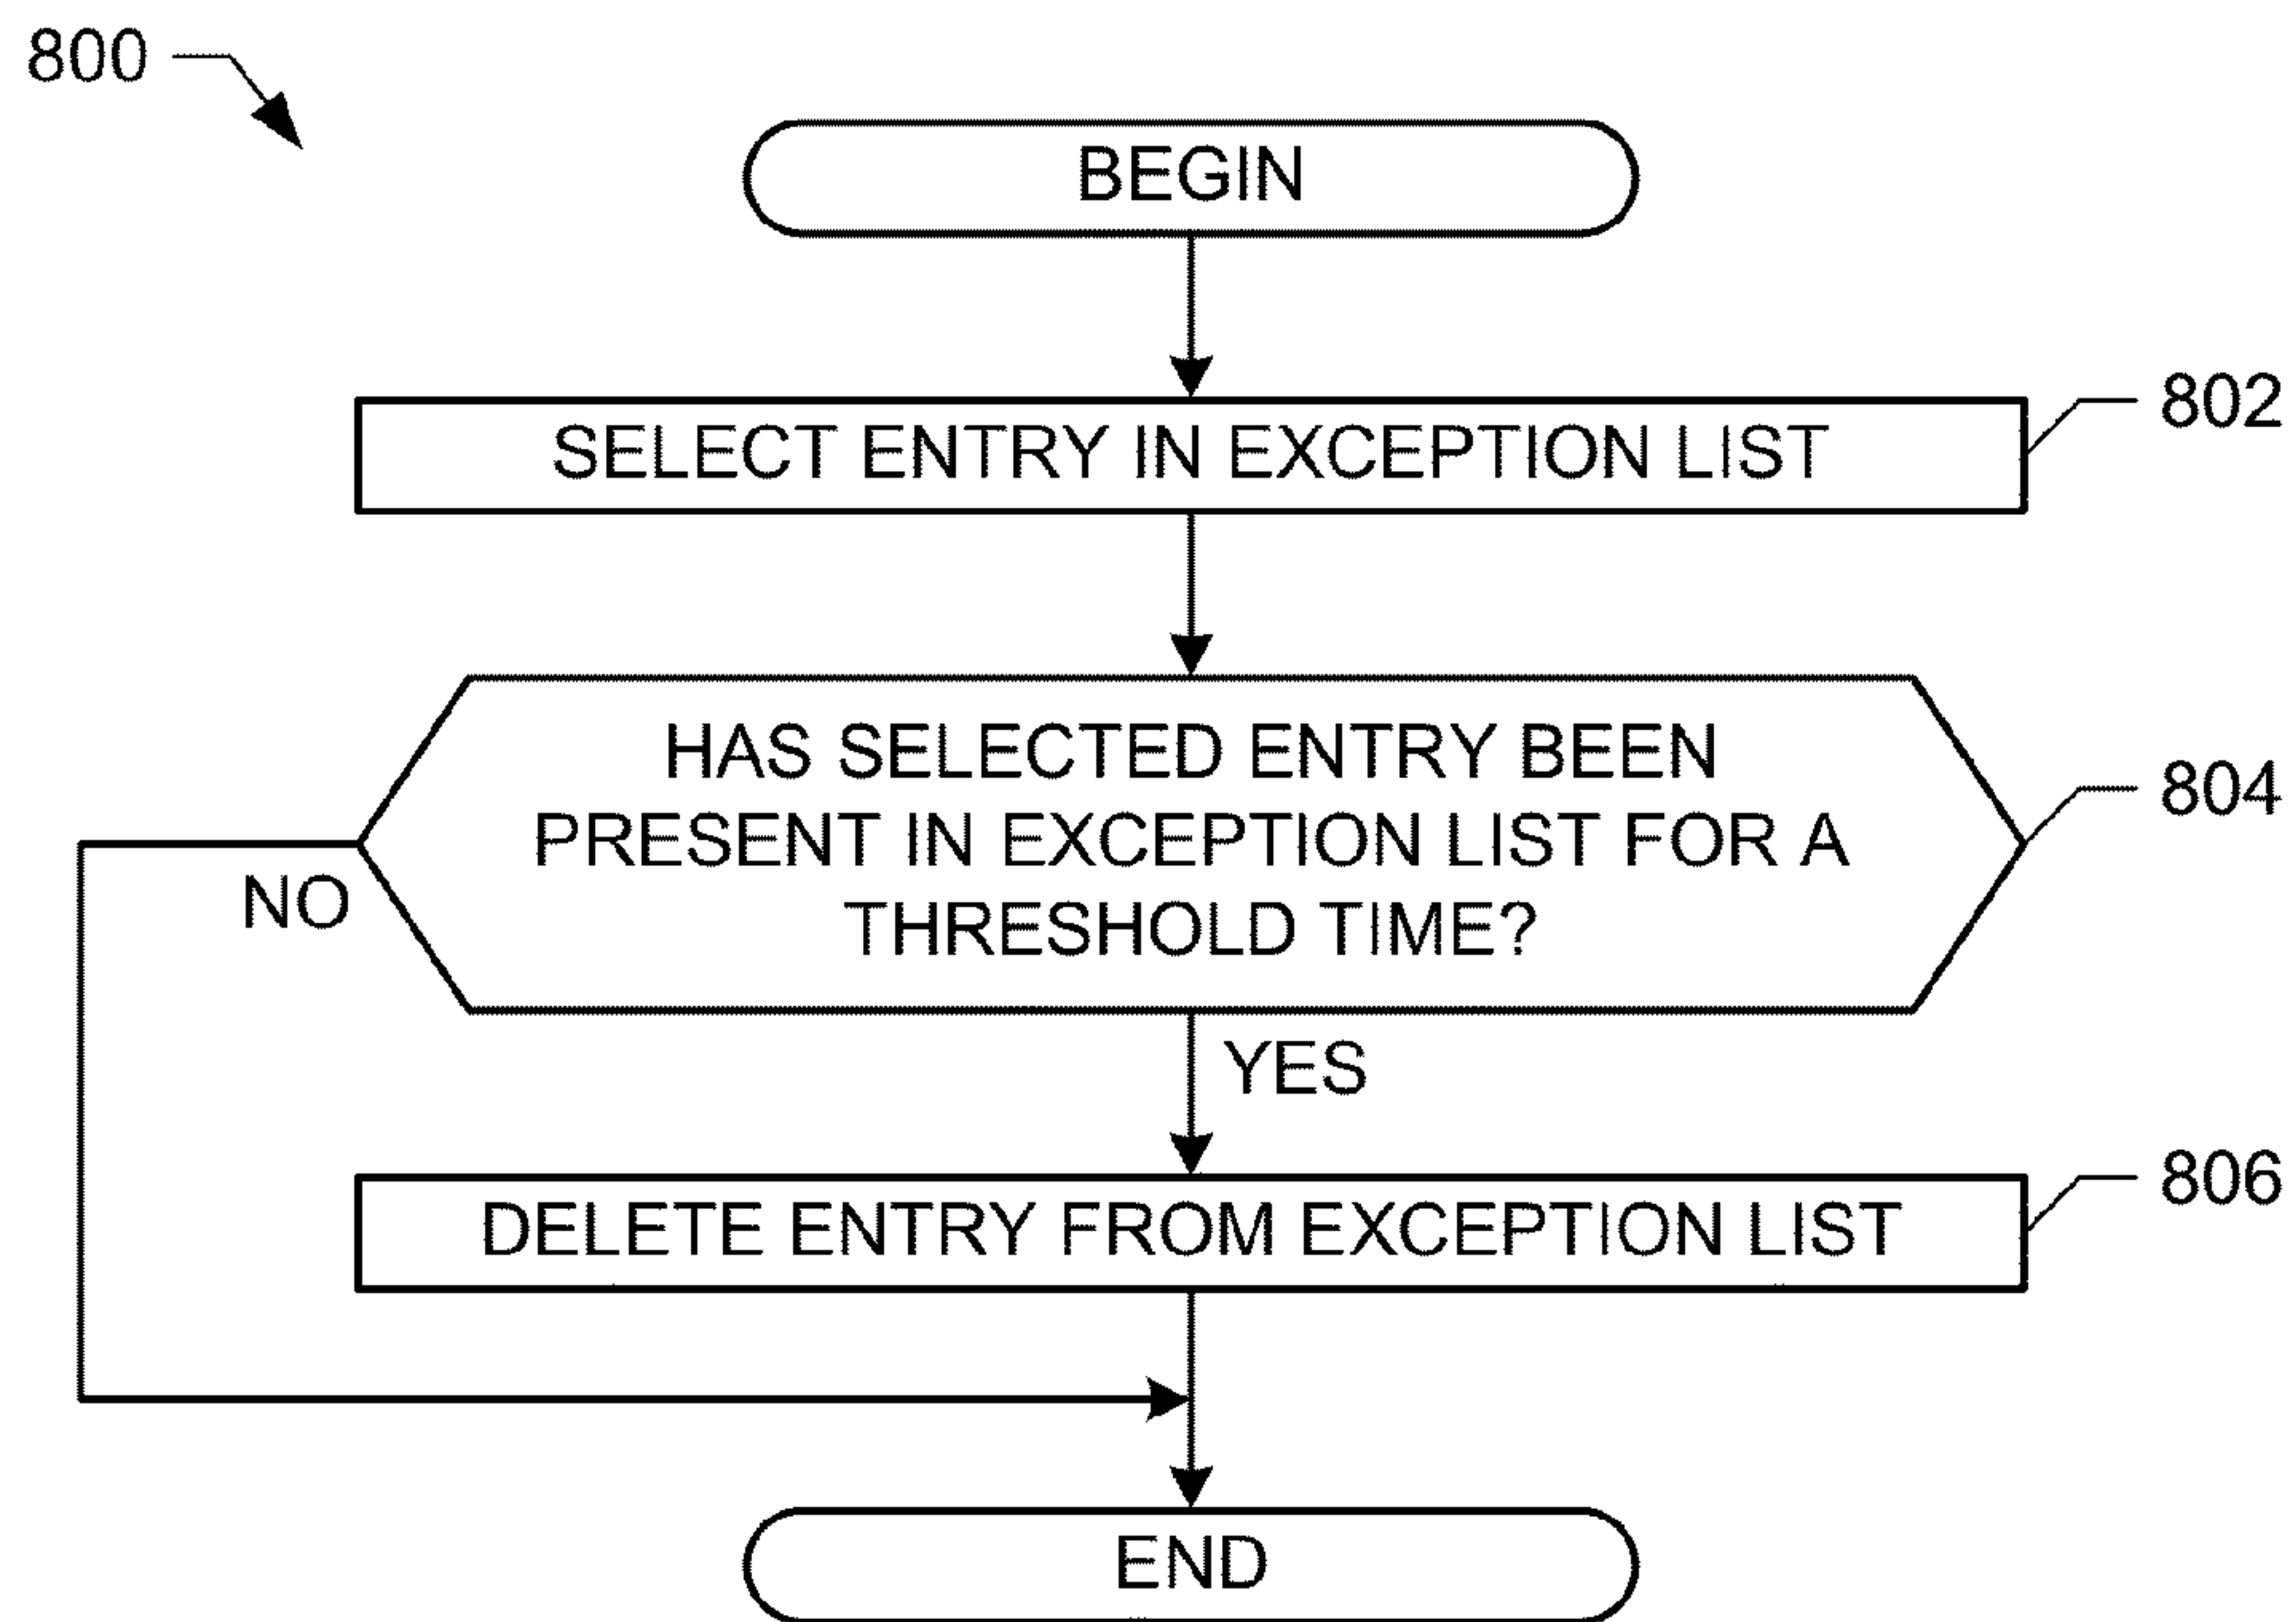 800
BEGIN
SELECT ENTRY IN EXCEPTION LIST
802
HAS SELECTED ENTRY BEEN
PRESENT IN EXCEPTION LIST FOR A
THRESHOLD TIME?
804
NO
YES
DELETE ENTRY FROM EXCEPTION LIST
806
END